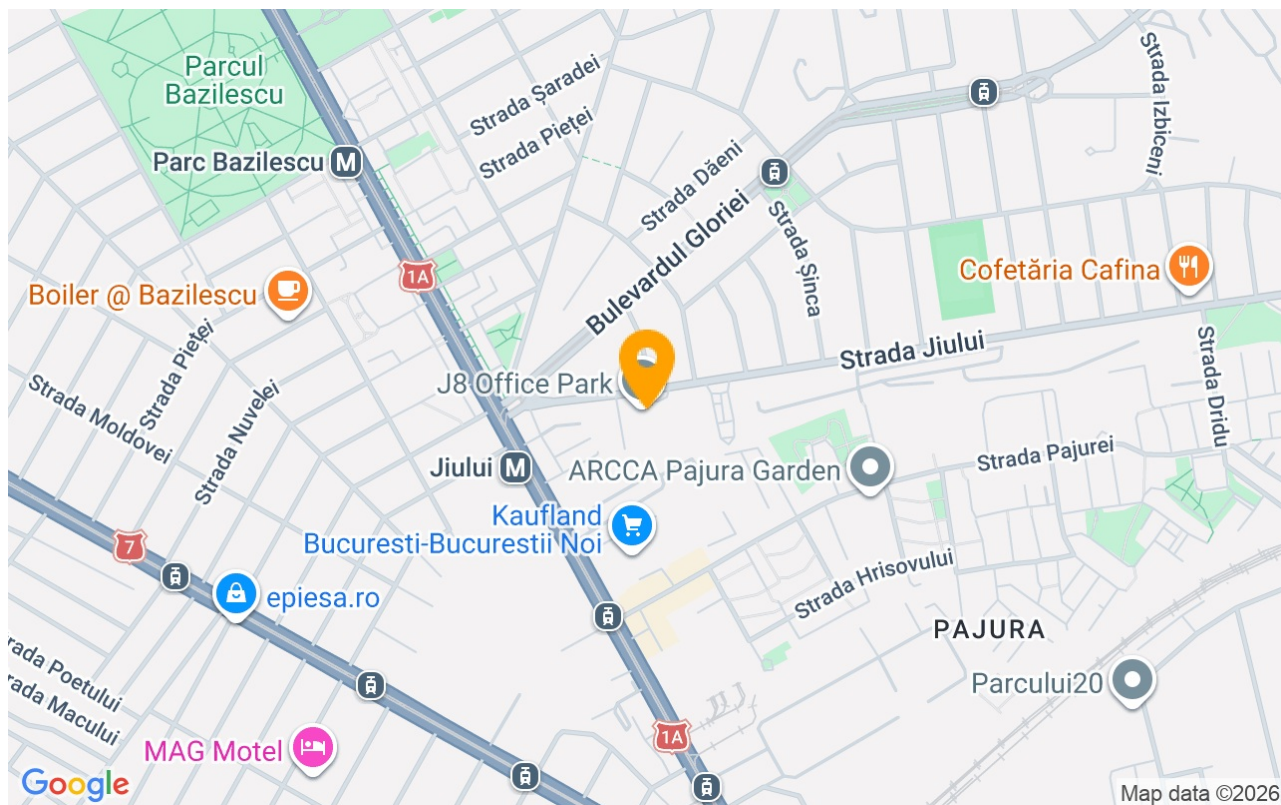 Parcul
Bazilescu
Strada Șaradei
Strada Pieței
Parc Bazilescu
M
Strada Dăeni
Strada Izbiceni
Bulevardul Gloriei
Strada Șinca
Cofetăria Cafina
1A
Boiler @ Bazilescu
Strada Pieței
Strada Nuvelei
Strada Moldovei
J8 Office Park
Strada Jiului
Strada Dridu
Jiului
M
ARCCA Pajura Garden
Strada Pajurei
Kaufland
Bucuresti-Bucurestii Noi
7
epiesa.ro
Strada Hrisovului
PAJURA
Parcului20
rada Poetului
rada Macului
1A
MAG Motel
Google
Map data ©2026